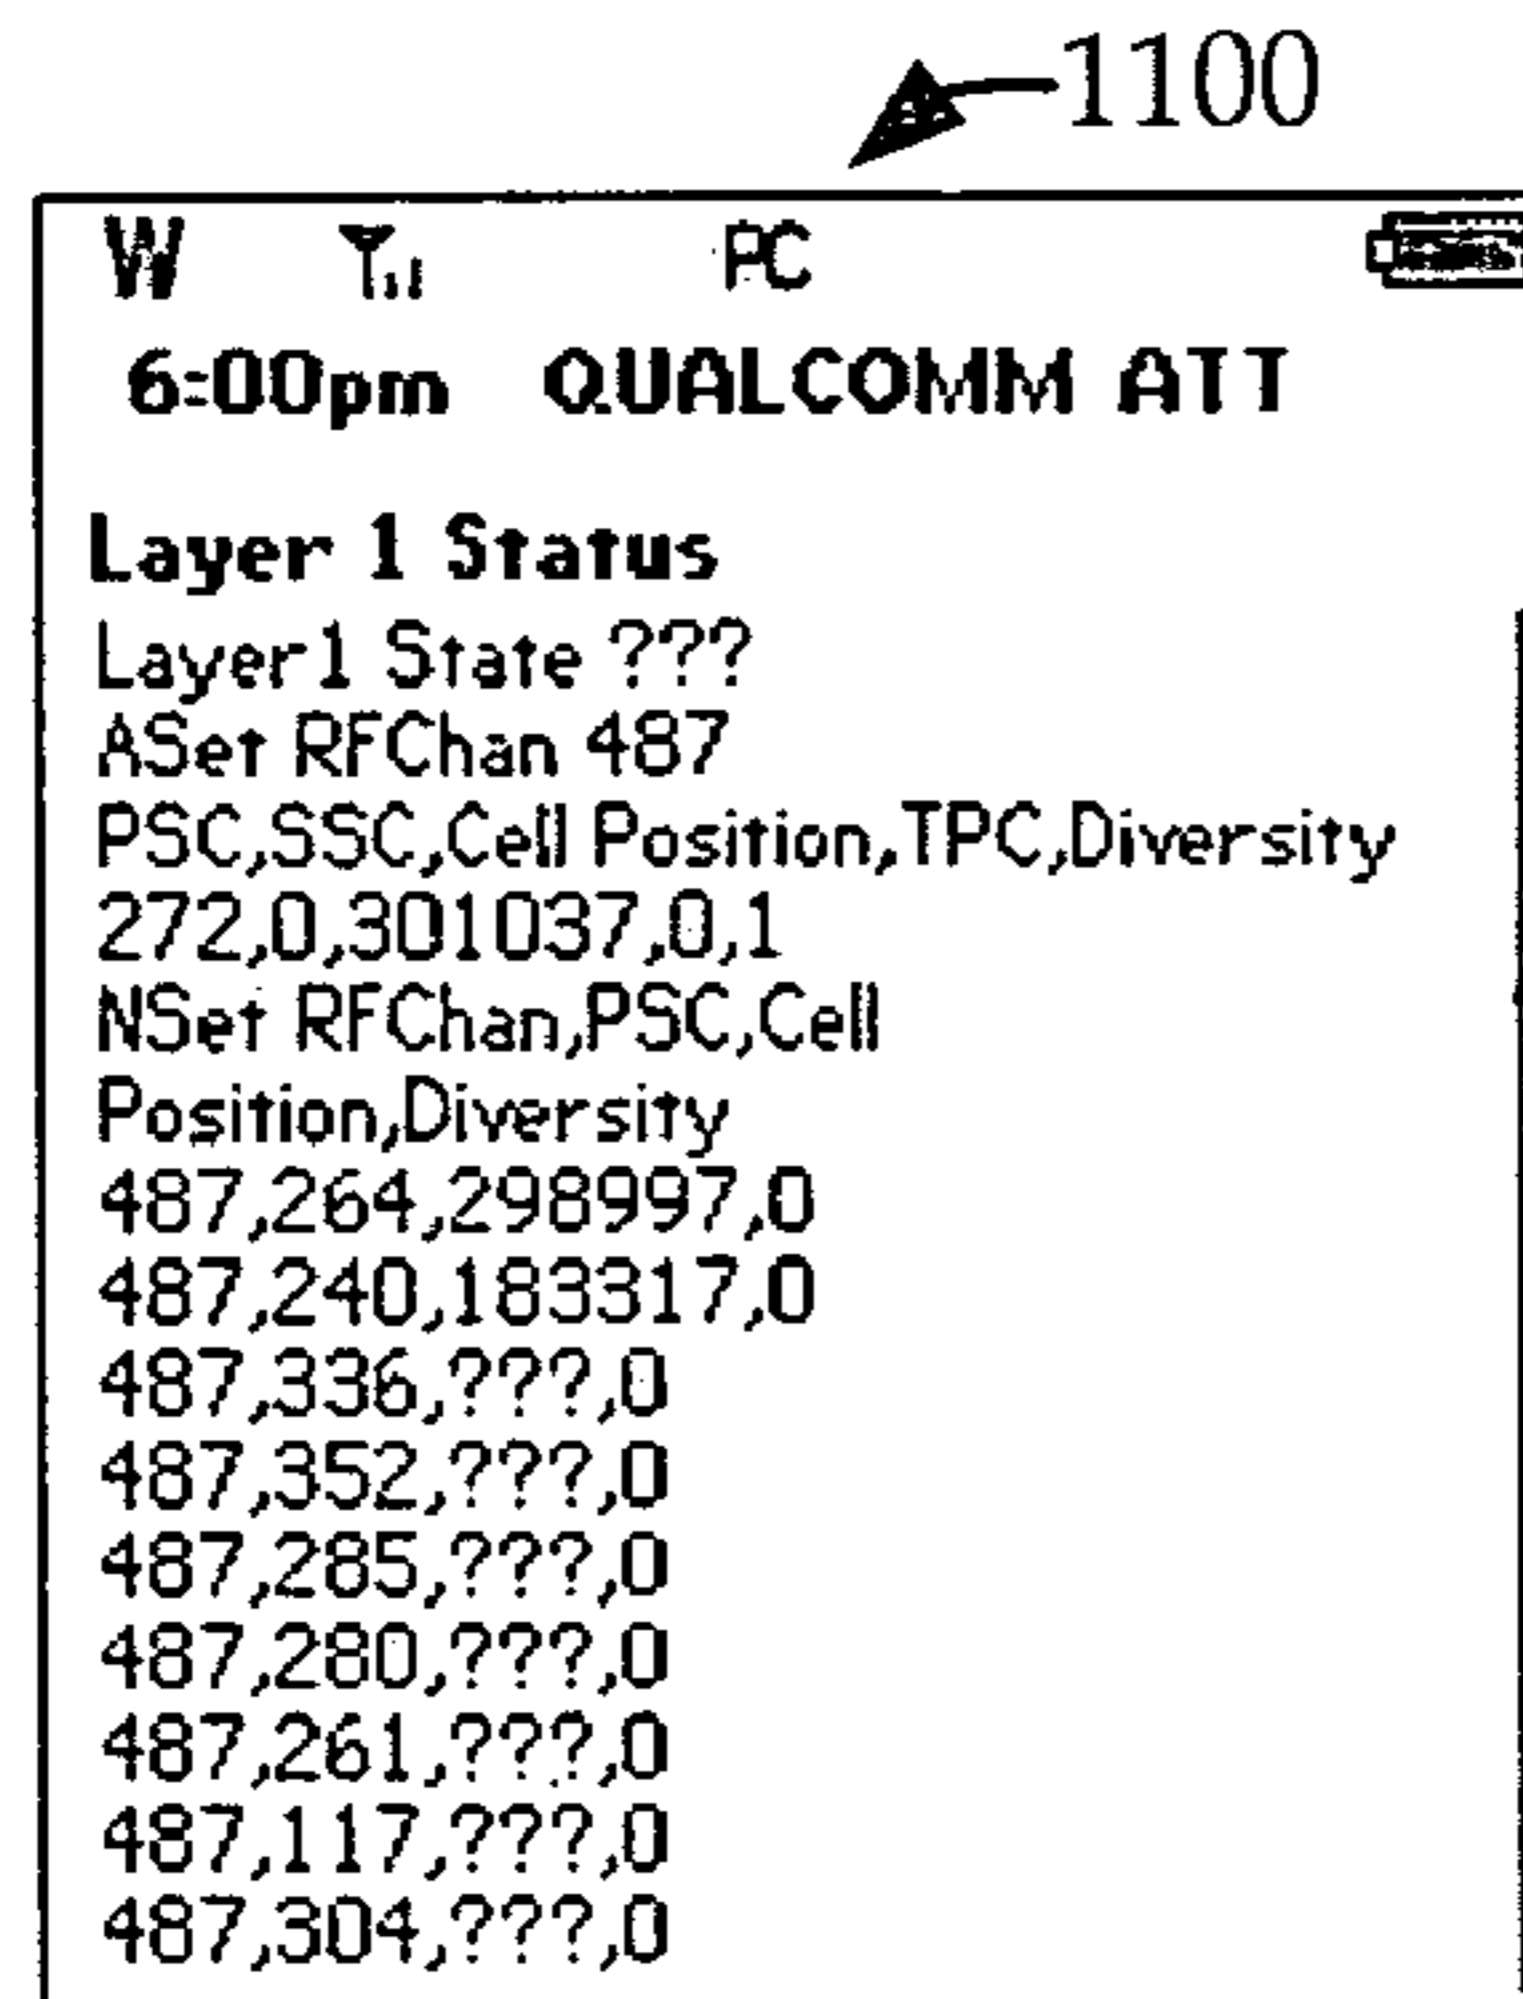 1100
W PC
6:00pm QUALCOMM ATT
Layer 1 Status
Layer1 State ???
ASet RFChan 487
PSC,SSC,Cell Position,TPC,Diversity
272,0,301037,0,1
NSet RFChan,PSC,Cell
Position,Diversity
487,264,298997,0
487,240,183317,0
487,336,???,0
487,352,???,0
487,285,???,0
487,280,???,0
487,261,???,0
487,117,???,0
487,304,???,0